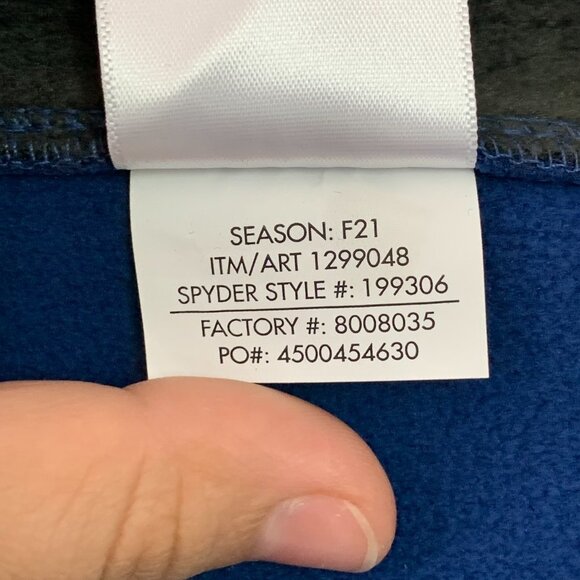 SEASON: F21
ITM/ART 1299048
SPYDER STYLE #: 199306
FACTORY #: 8008035
PO#: 4500454630